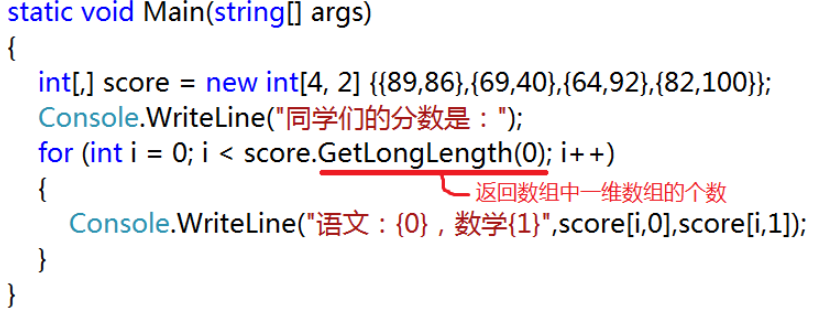 static void Main(string[] args)
{
int[,] score = new int[4, 2] {{89,86},{69,40},{64,92},{82,100}};
Console.WriteLine("同学们的分数是：");
for (int i = 0; i < score.GetLongLength(0); i++)
{
返回数组中一维数组的个数
Console.WriteLine("语文：{0}，数学{1}",score[i,0],score[i,1]);
}
}